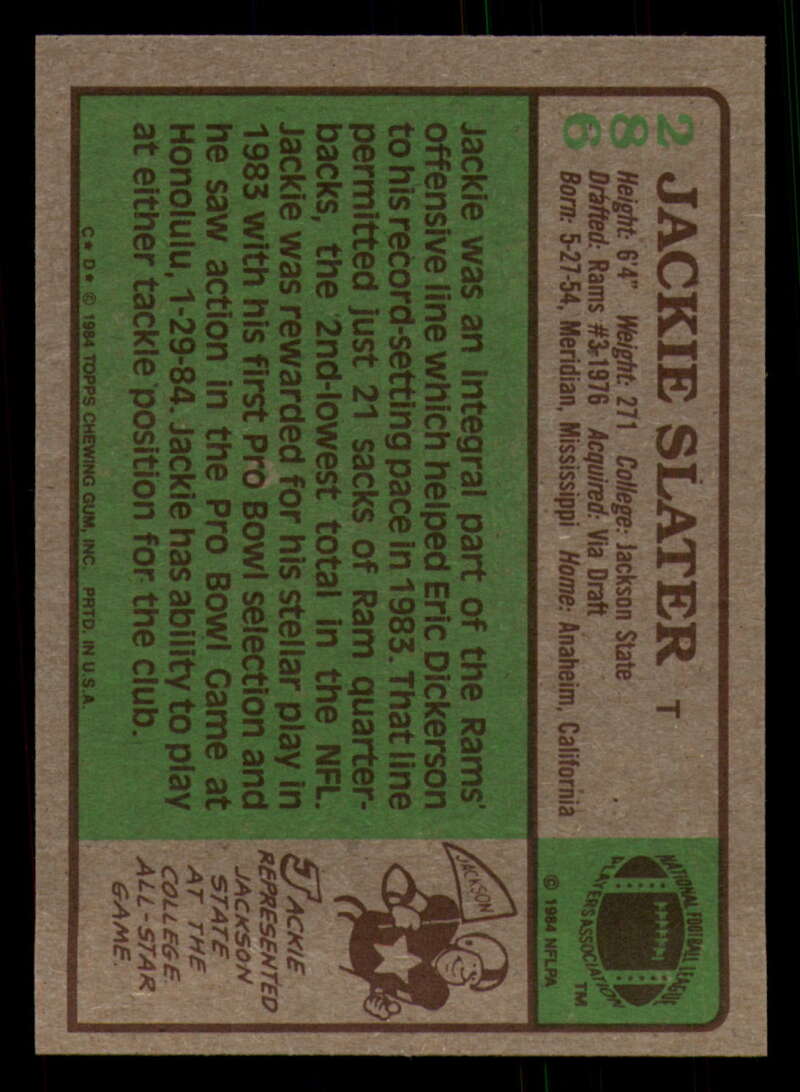 286
JACKIE SLATER T
Height: 6'4" Weight: 271 College: Jackson State
Drafted: Rams #3-1976 Acquired: Via Draft
Born: 5-27-54, Meridian, Mississippi Home: Anaheim, California
NATIONAL FOOTBALL LEAGUE
PLAYERS ASSOCIATION
TM
© 1984 NFLPA
Jackie was an integral part of the Rams'
offensive line which helped Eric Dickerson
to his record-setting pace in 1983. That line
permitted just 21 sacks of Ram quarter-
backs, the 2nd-lowest total in the NFL.
Jackie was rewarded for his stellar play in
1983 with his first Pro Bowl selection and
he saw action in the Pro Bowl Game at
Honolulu, 1-29-84. Jackie has ability to play
at either tackle position for the club.
JACKSON
JACKIE
REPRESENTED
JACKSON
STATE
AT THE
COLLEGE
ALL-STAR
GAME.
C* D* © 1984 TOPPS CHEWING GUM, INC. PRTD. IN U.S.A.